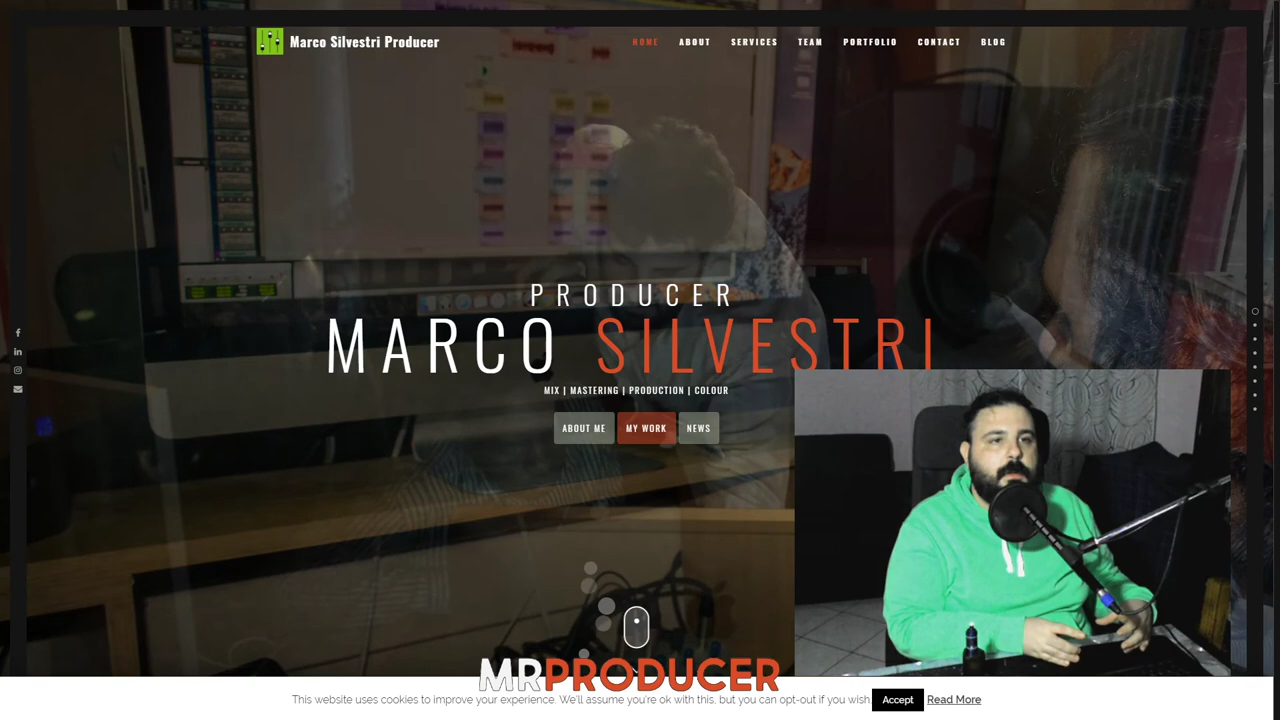 Marco Silvestri Producer
HOME ABOUT SERVICES TEAM PORTFOLIO CONTACT BLOG
PRODUCER
MARCO SILVESTRI
MIX | MASTERING | PRODUCTION | COLOUR
ABOUT ME MY WORK NEWS
MRPRODUCER
This website uses cookies to improve your experience. We'll assume you're ok with this, but you can opt-out if you wish. Accept Read More